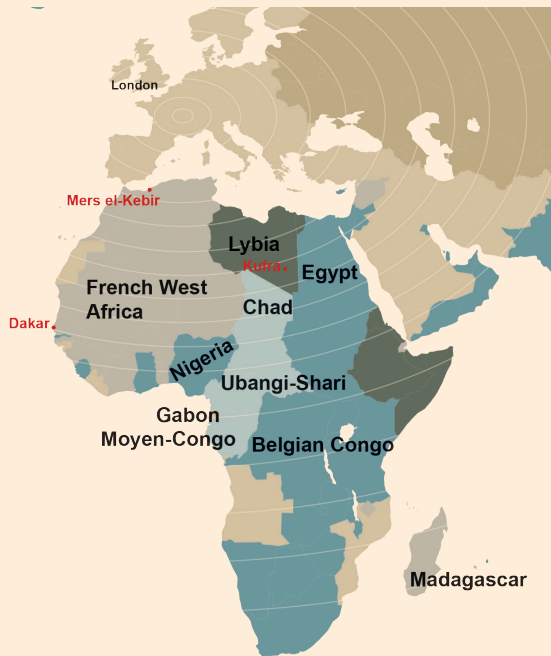 London
Mers el-Kebir
Lybia
Kufra
Egypt
French West
Africa
Chad
Dakar
Nigeria
Ubangi-Shari
Gabon
Moyen-Congo
Belgian Congo
Madagascar